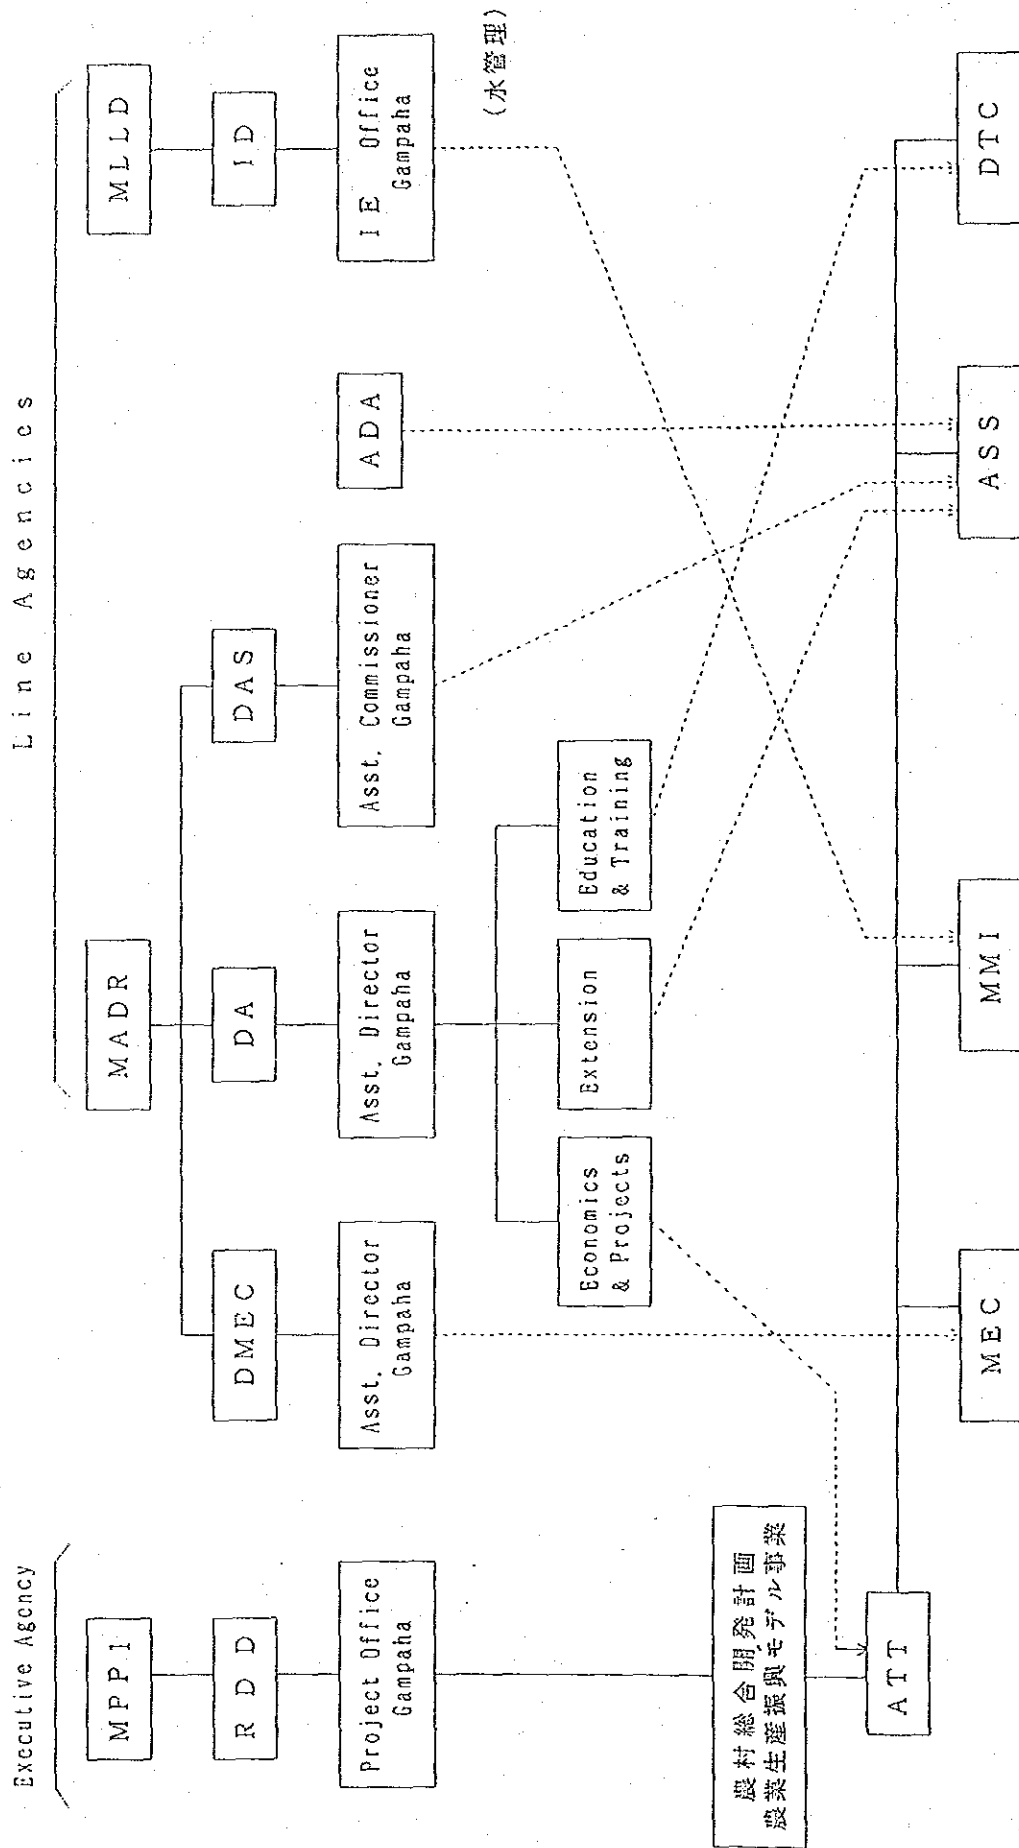 Line Agencies
Executive Agency
MPPI
MADR
MLLD
RDD
DMEC
DA
DAS
ID
Project Office
Gampaha
Asst. Director
Gampaha
Asst. Director
Gampaha
Asst. Commissioner
Gampaha
ADA
IE Office
Gampaha
(水管理)
Economics
& Projects
Extension
Education
& Training
農村総合開発計画
農業生産振興モデル事業
ATT
MEC
MMI
ASS
DTC